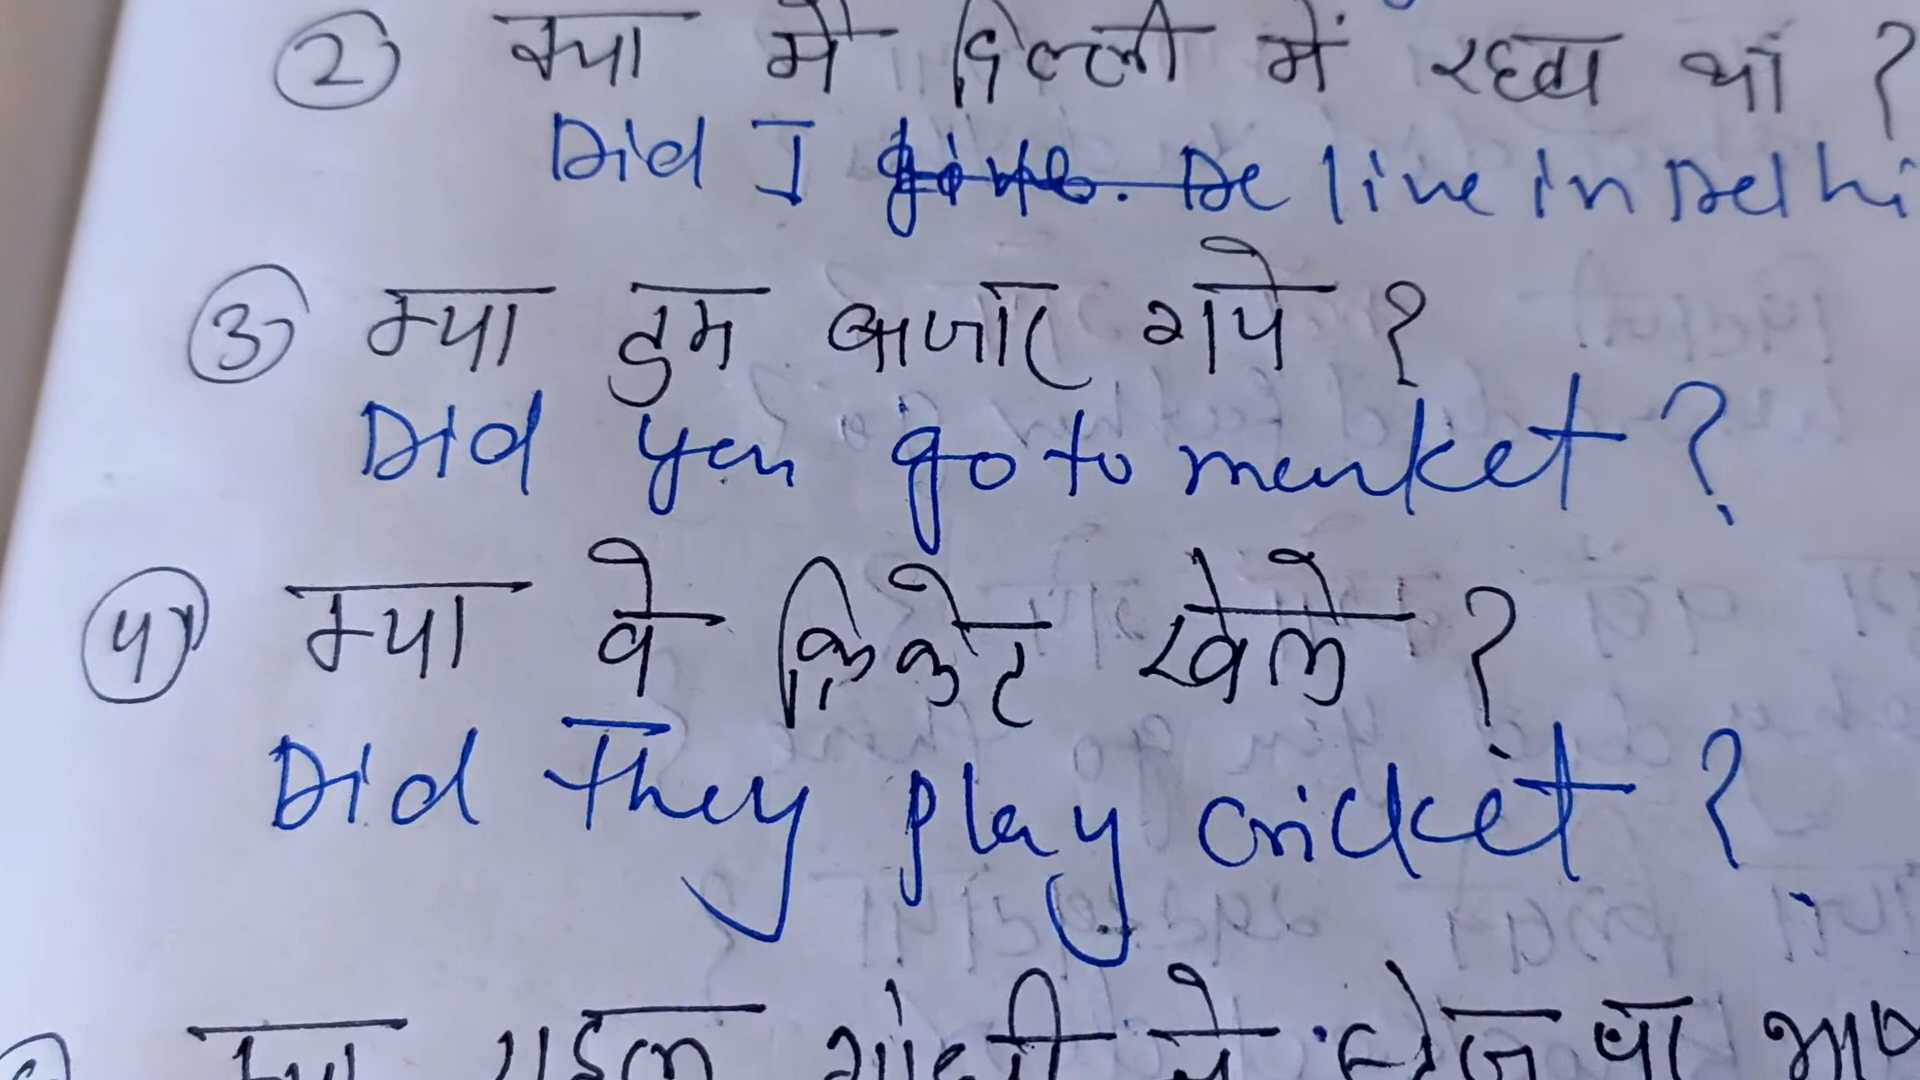 ② क्या मै दिल्ली में रहता था ?
Did I live in Delhi
③ क्या तुम बाजार गये ?
Did you go to market ?
④ क्या वे क्रिकेट खेले ?
Did They play cricket ?
क्या राहुल गांधी ने